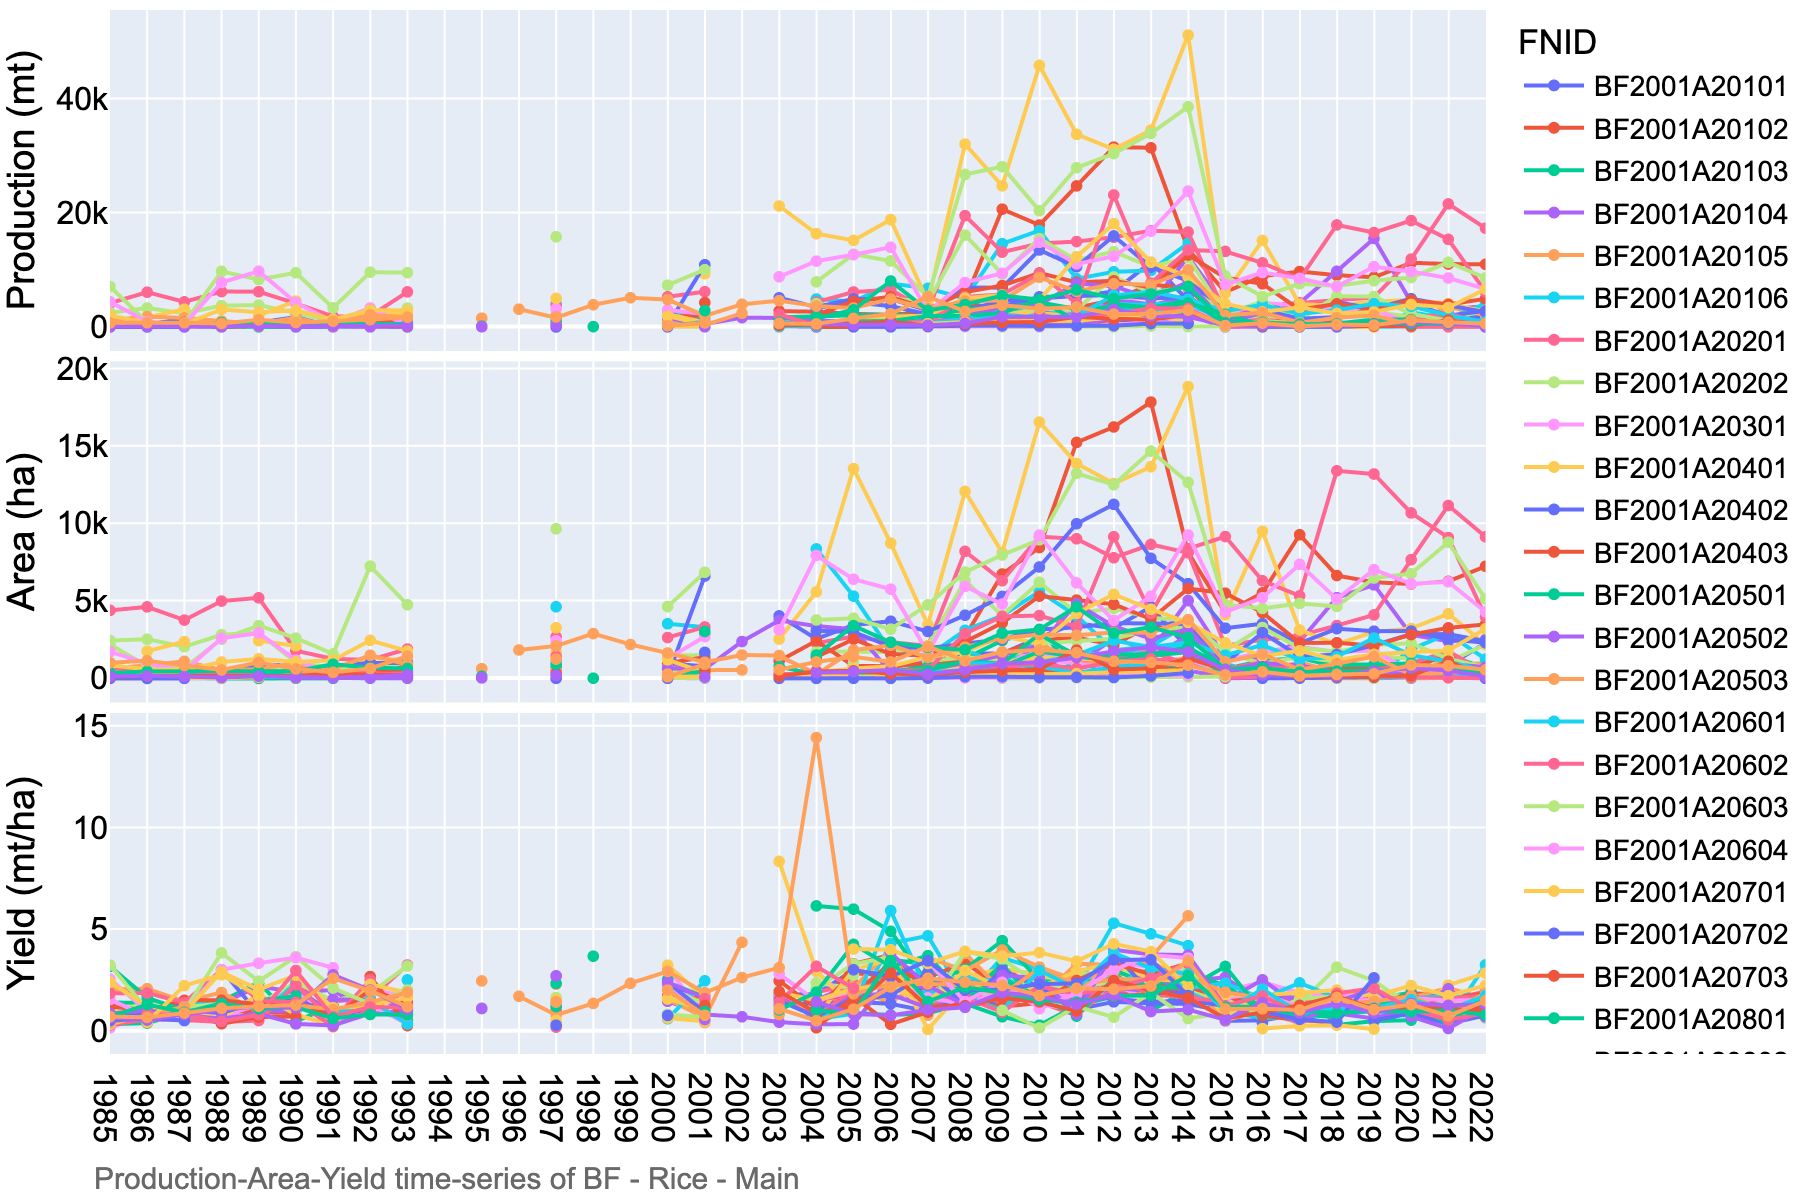 Production (mt)
40k
20k
0
Area (ha)
20k
15k
10k
5k
0
Yield (mt/ha)
15
10
5
0
1985
1986
1987
1988
1989
1990
1991
1992
1993
1994
1995
1996
1997
1998
1999
2000
2001
2002
2003
2004
2005
2006
2007
2008
2009
2010
2011
2012
2013
2014
2015
2016
2017
2018
2019
2020
2021
2022
Production-Area-Yield time-series of BF - Rice - Main
FNID
BF2001A20101
BF2001A20102
BF2001A20103
BF2001A20104
BF2001A20105
BF2001A20106
BF2001A20201
BF2001A20202
BF2001A20301
BF2001A20401
BF2001A20402
BF2001A20403
BF2001A20501
BF2001A20502
BF2001A20503
BF2001A20601
BF2001A20602
BF2001A20603
BF2001A20604
BF2001A20701
BF2001A20702
BF2001A20703
BF2001A20801